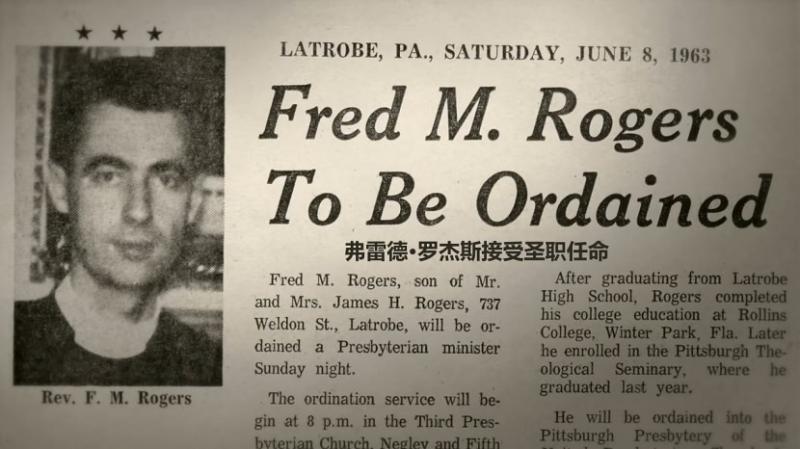 ★ ★ ★
LATROBE, PA., SATURDAY, JUNE 8, 1963
Fred M. Rogers
To Be Ordained
弗雷德·罗杰斯接受圣职任命
Rev. F. M. Rogers
Fred M. Rogers, son of Mr.
and Mrs. James H. Rogers, 737
Weldon St., Latrobe, will be or-
dained a Presbyterian minister
Sunday night.
The ordination service will be-
gin at 8 p.m. in the Third Pres-
byterian Church, Negley and Fifth
After graduating from Latrobe
High School, Rogers completed
his college education at Rollins
College, Winter Park, Fla. Later
he enrolled in the Pittsburgh The-
ological Seminary, where he
graduated last year.
He will be ordained into the
Pittsburgh Presbytery of the